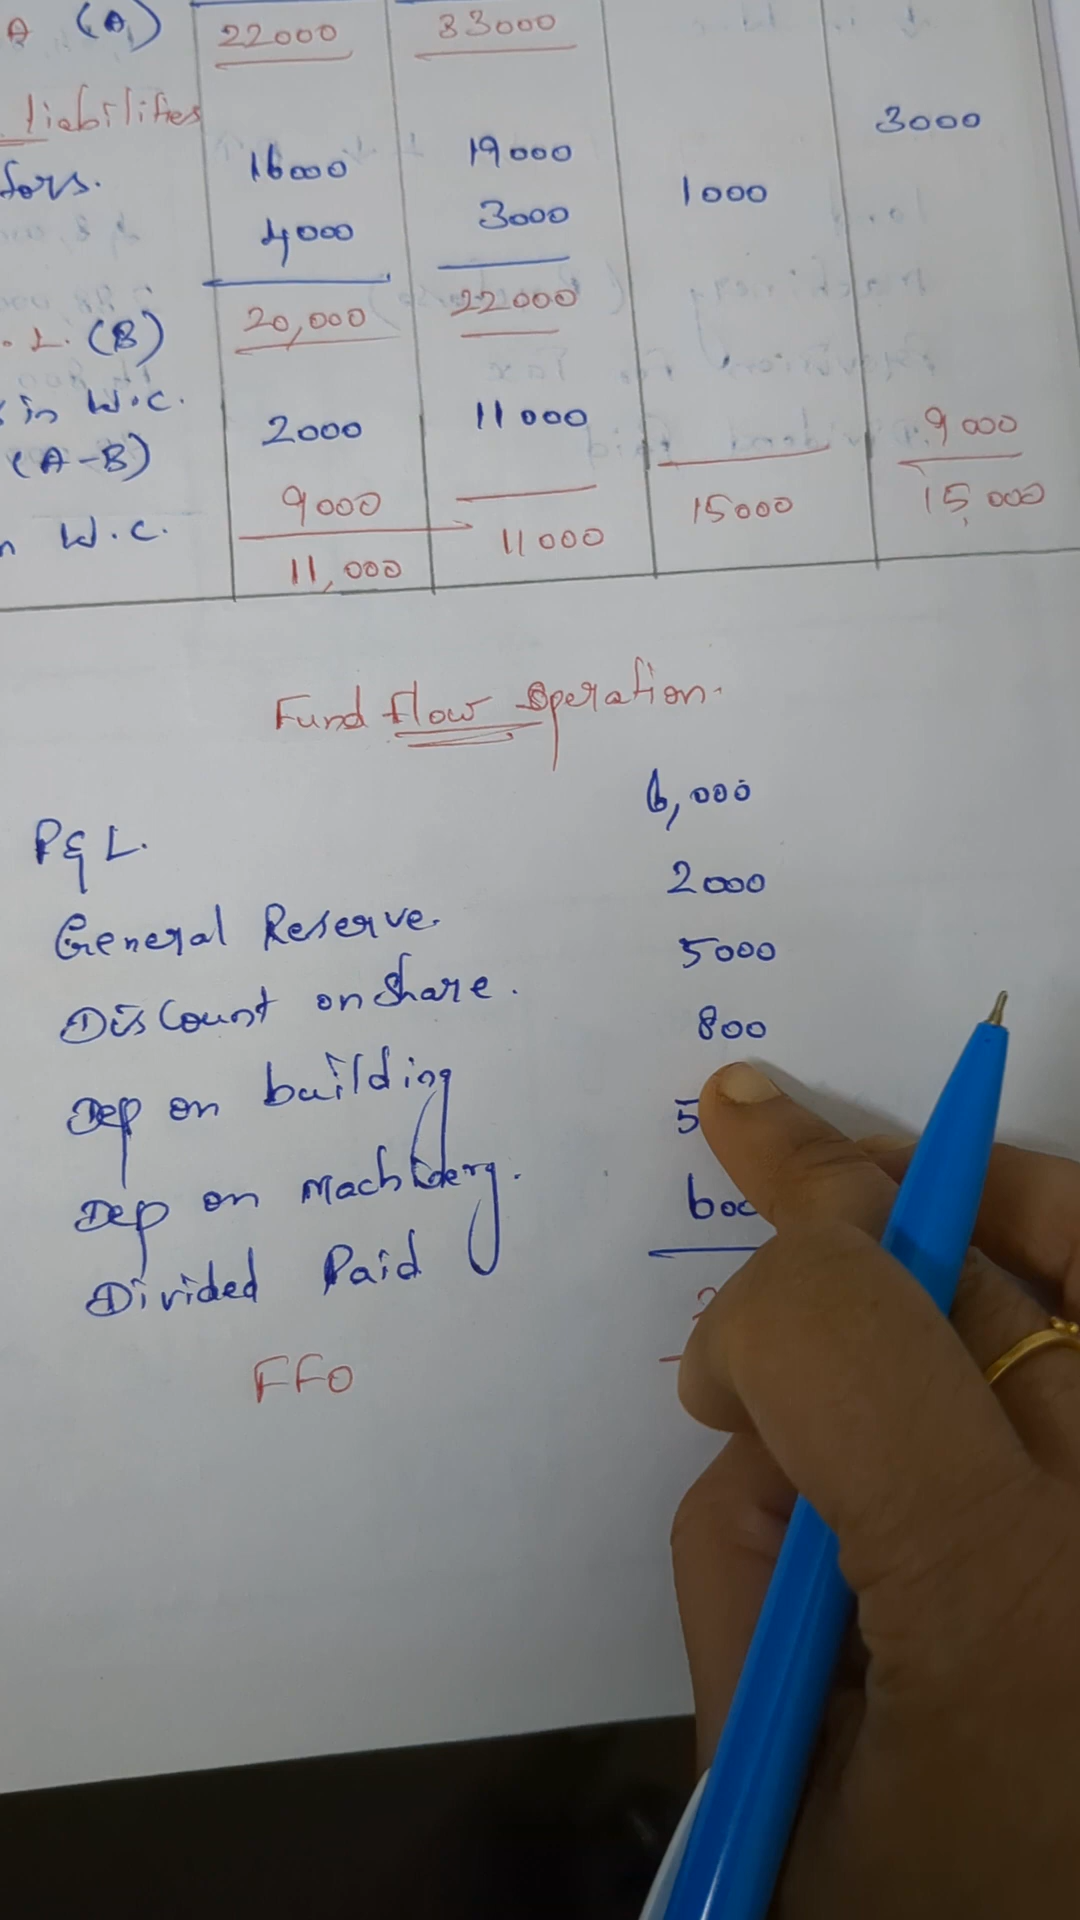 A (A) 22000 33000
liabilities
3000
16000 19000
1000
4000 3000
L. (B) 20,000 22000
in W.C.
(A-B) 2000 11000 9000
9000
W.C. 11,000 11000 15000 15,000
Fund flow operation.
P&L. 6,000
General Reserve. 2000
Discount on Share. 5000
Dep on building 800
Dep on
Divided Paid
FFO